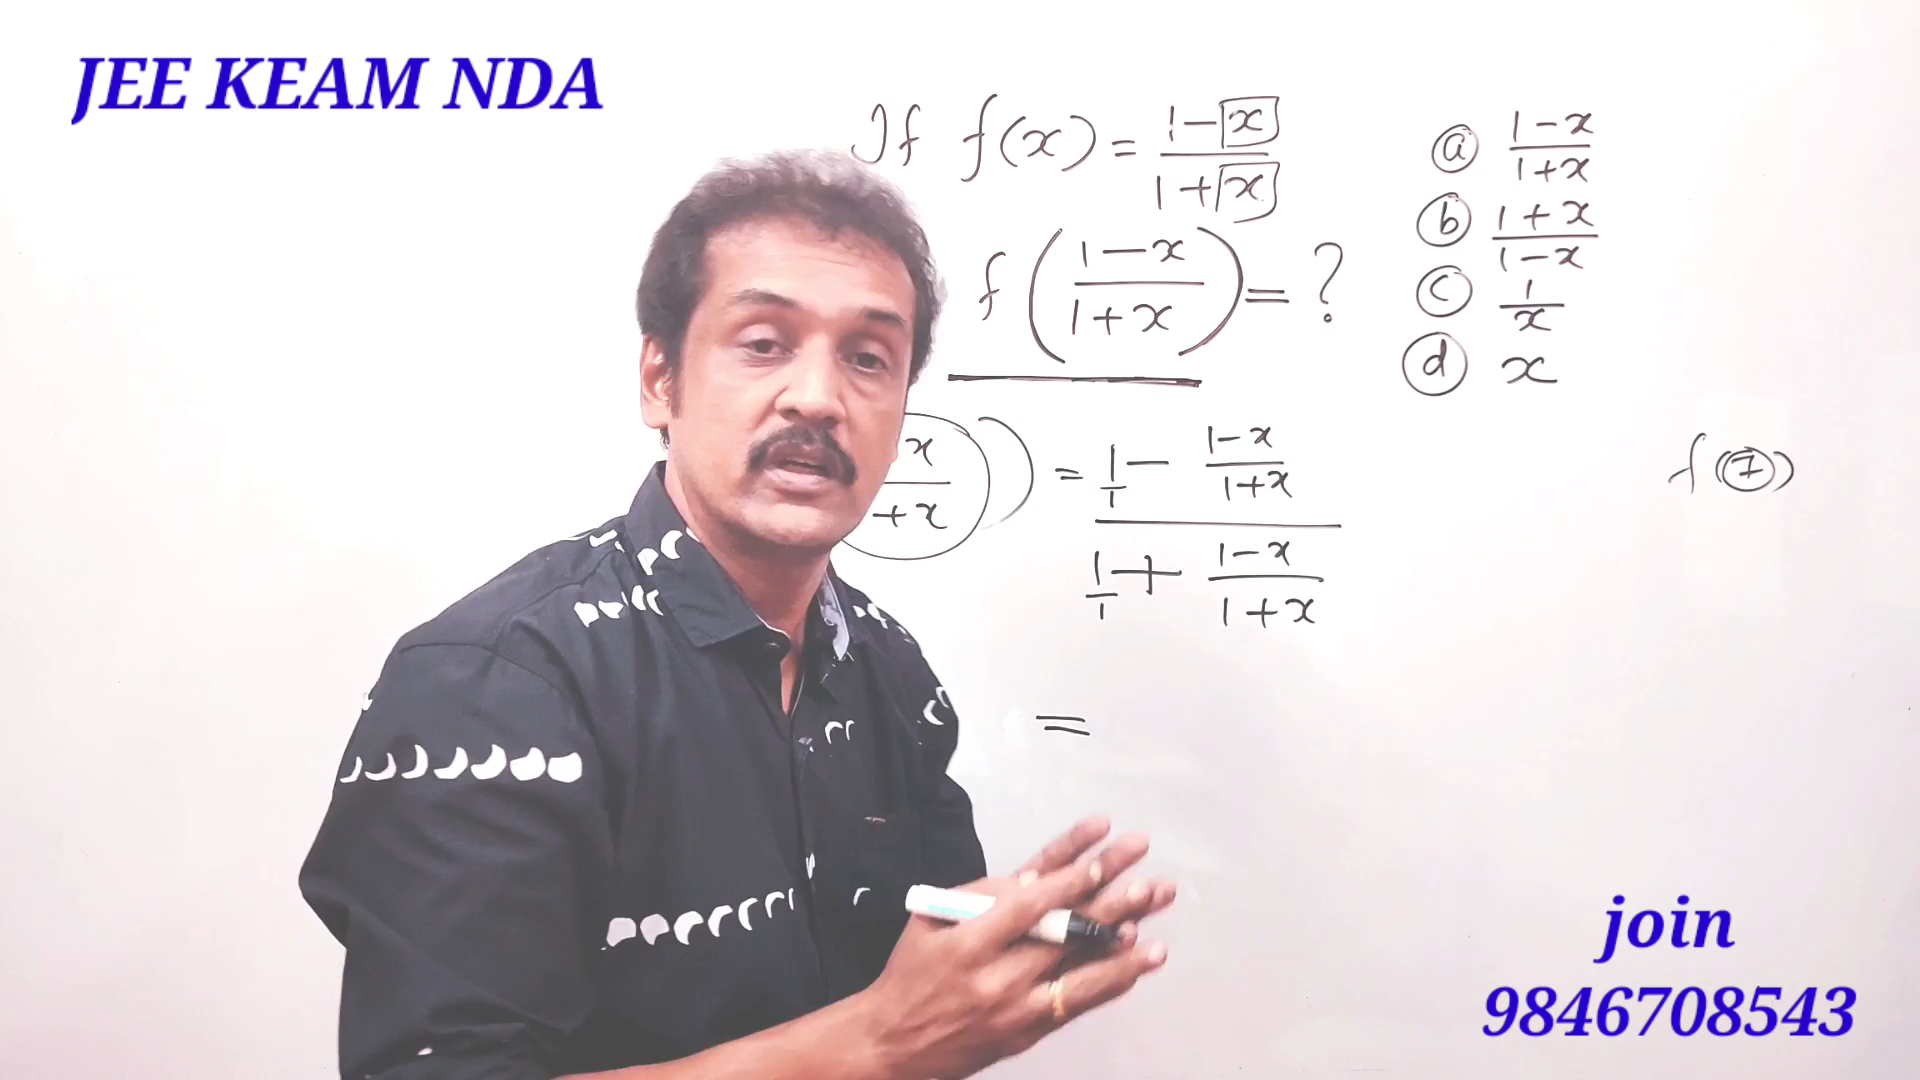 JEE KEAM NDA
If f(x) = 1-x / 1+x
f(1-x / 1+x) = ?
ⓐ 1-x / 1+x
ⓑ 1+x / 1-x
ⓒ 1 / x
ⓓ x
x / +x ) = 1/1 - 1-x / 1+x
1/1 + 1-x / 1+x
f(7)
=
join
9846708543